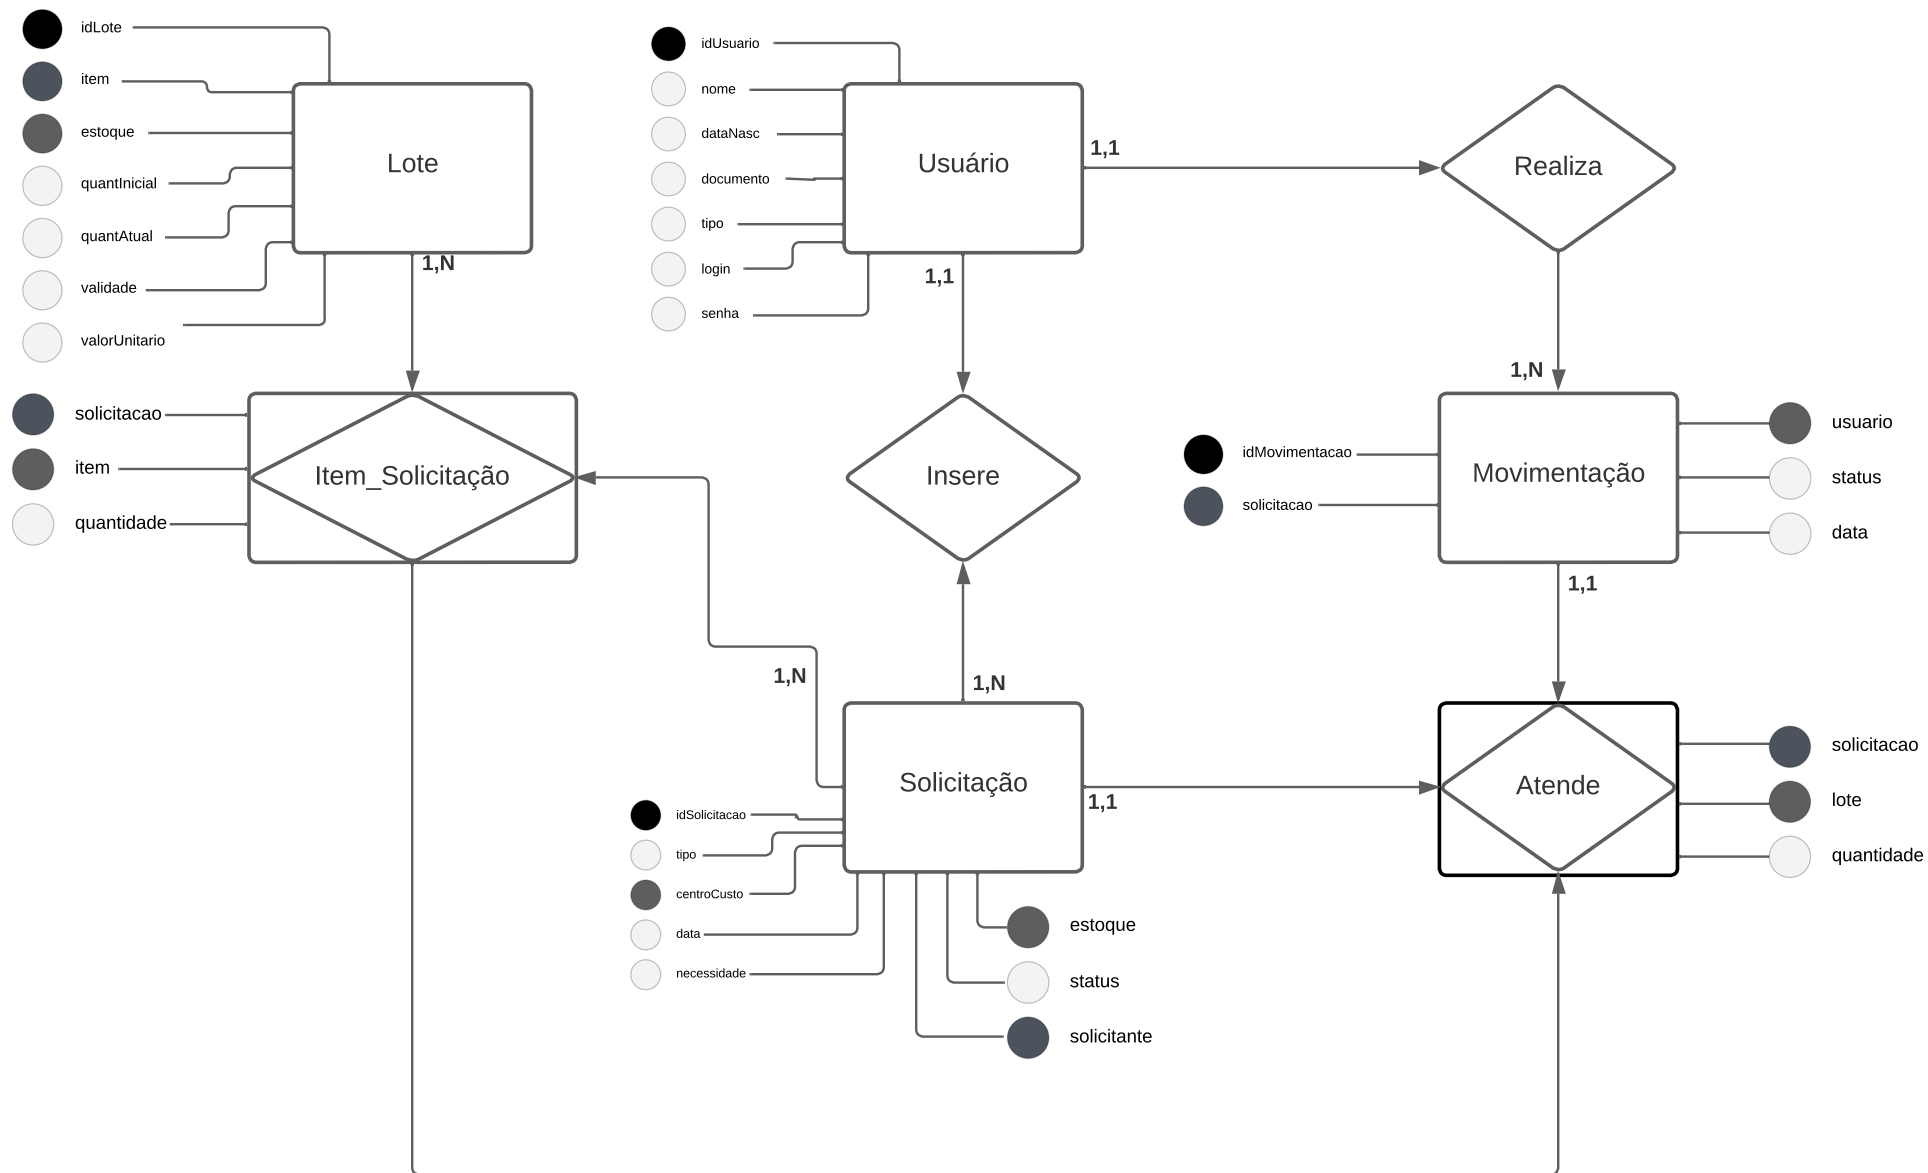 idLote
item
estoque
quantInicial
quantAtual
validade
valorUnitario
Lote
1,N
idUsuario
nome
dataNasc
documento
tipo
login
senha
Usuário
1,1
1,1
Realiza
solicitacao
item
quantidade
Item_Solicitação
Insere
1,N
idMovimentacao
solicitacao
Movimentação
usuario
status
data
1,1
1,N
1,N
Solicitação
1,1
idSolicitacao
tipo
centroCusto
data
necessidade
estoque
status
solicitante
Atende
solicitacao
lote
quantidade